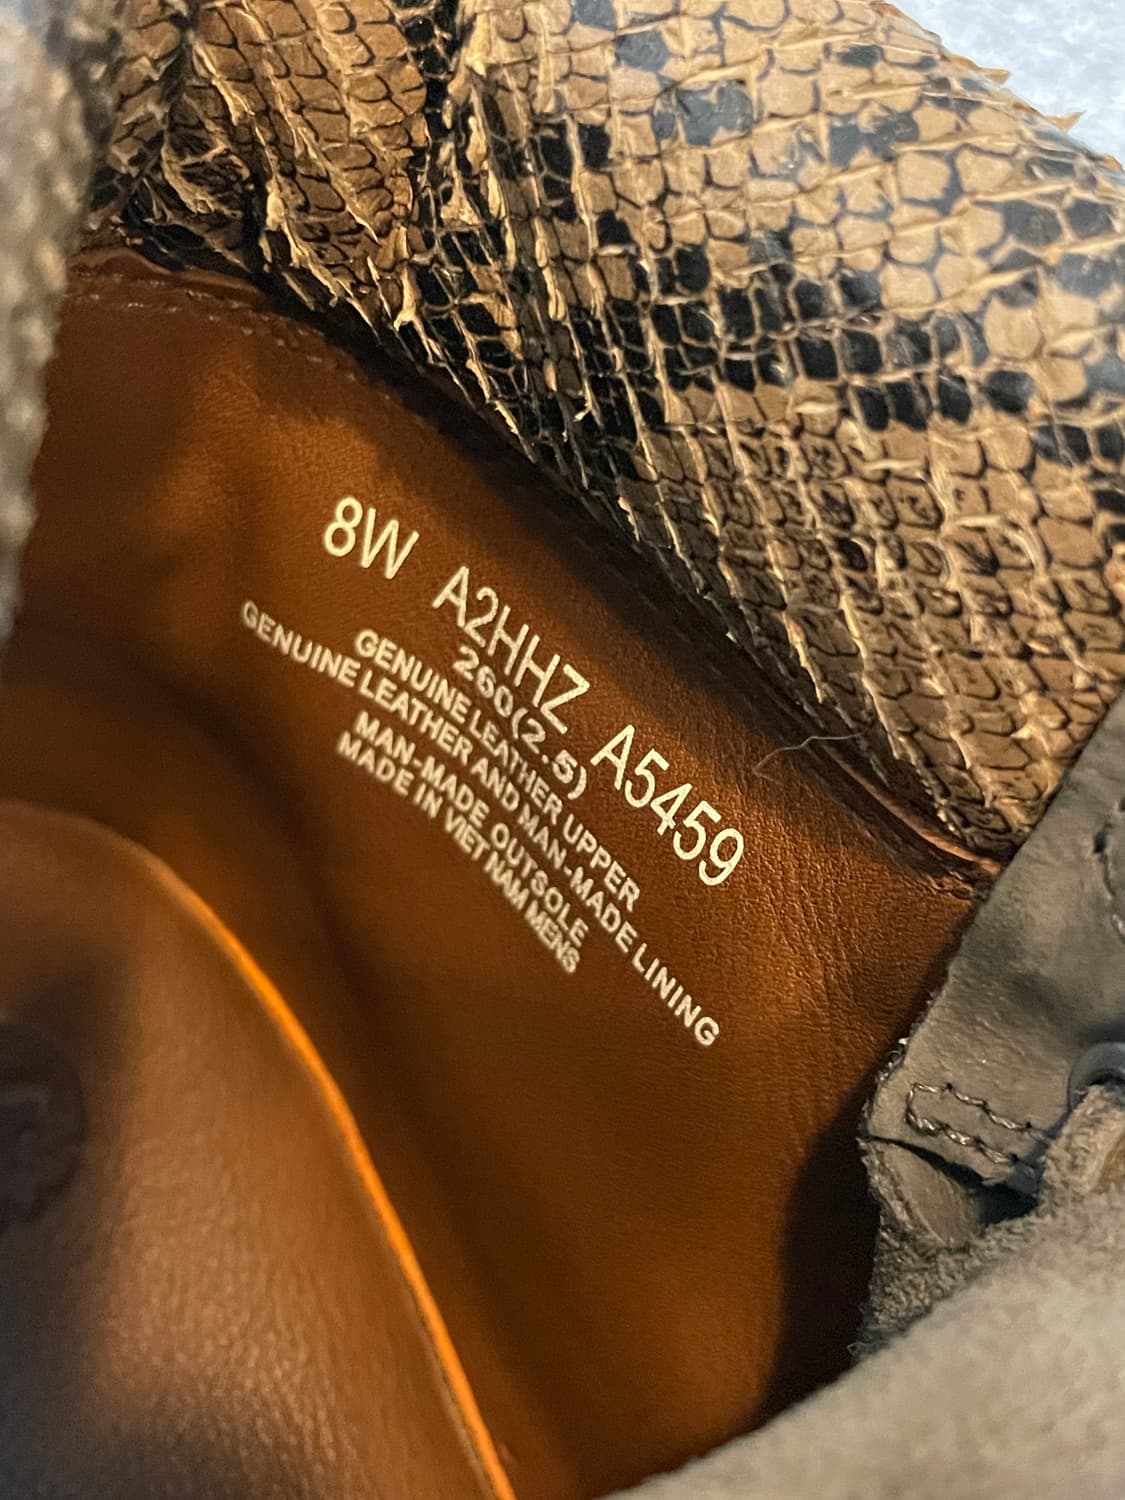 8W A2HHZ A5459
260(2.5)
GENUINE LEATHER UPPER
GENUINE LEATHER AND MAN-MADE LINING
MAN-MADE OUTSOLE
MADE IN VIET NAM MENS